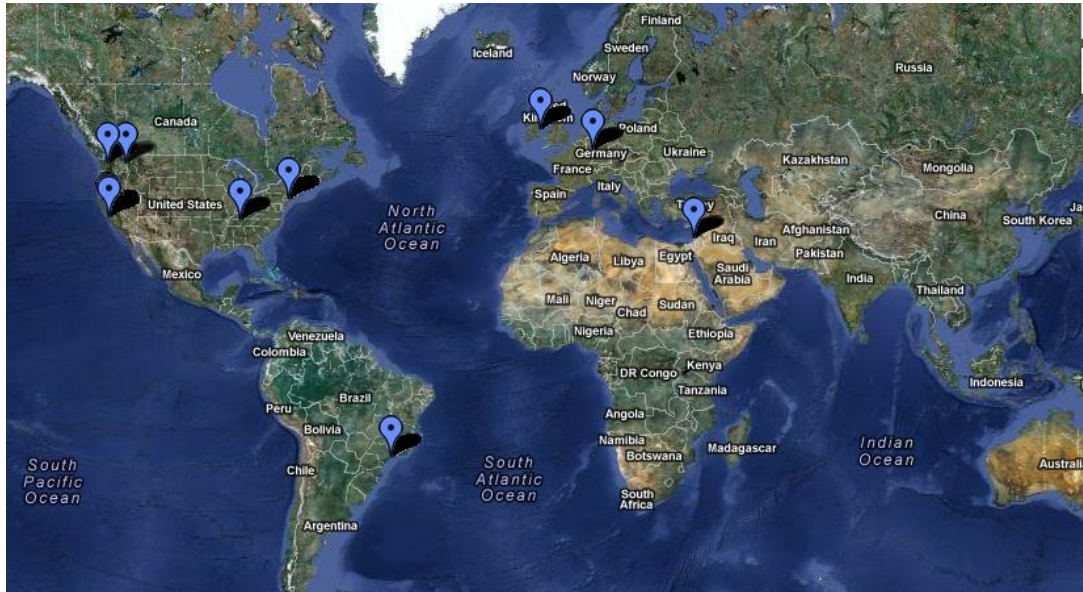 Finland
Iceland
Sweden
Russia
Norway
Canada
Kingdom
Poland
Germany
Ukraine
France
Kazakhstan
Mongolia
Italy
Spain
United States
Turkey
China
South Korea
North
Atlantic
Ocean
Afghanistan
Iraq
Iran
Algeria
Libya
Egypt
Pakistan
Mexico
Saudi
Arabia
India
Thailand
Mali
Niger
Chad
Sudan
Nigeria
Ethiopia
Venezuela
Colombia
Kenya
DR Congo
Indonesia
Tanzania
Brazil
Peru
Angola
Bolivia
Namibia
Botswana
Madagascar
Indian
Ocean
South
Pacific
Ocean
Chile
South
Atlantic
Ocean
Australia
South
Africa
Argentina